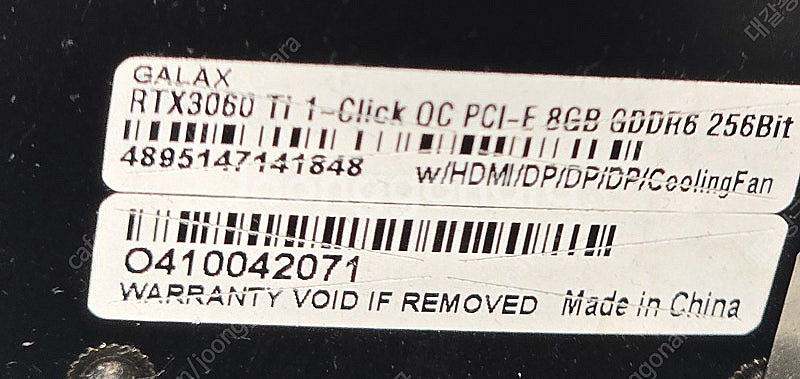 GALAX
RTX3060 Ti 1-Click OC PCI-E 8GB GDDR6 256Bit
4895147141848 w/HDMI/DP/DP/DP/CoolingFan
O410042071
WARRANTY VOID IF REMOVED Made in China